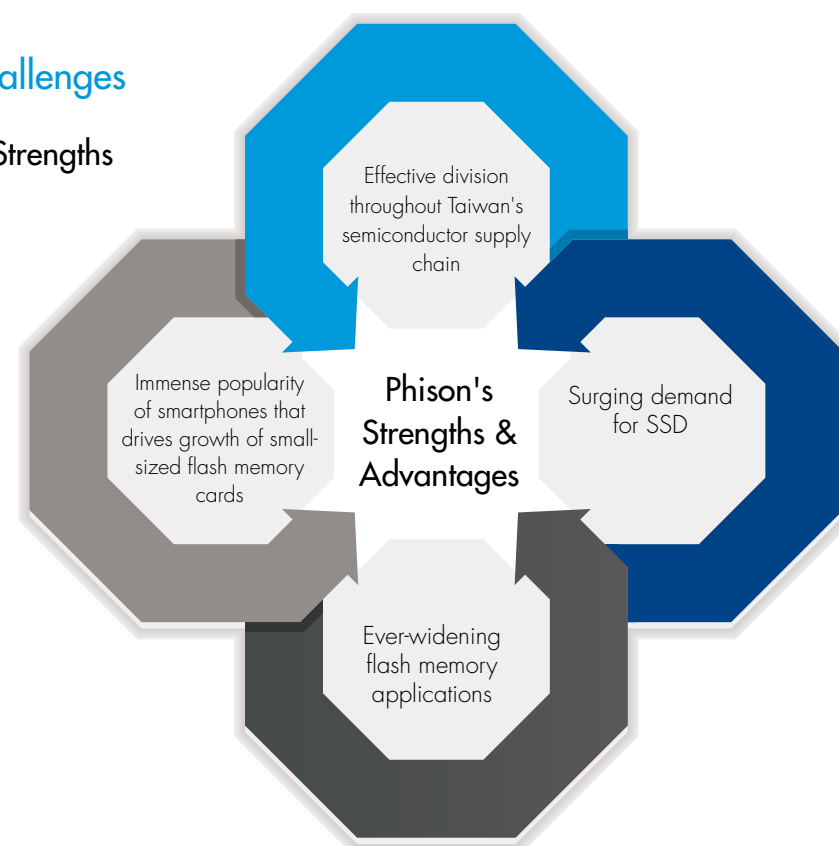 allenges
Strengths
Effective division
throughout Taiwan's
semiconductor supply
chain
Immense popularity
of smartphones that
drives growth of small-
sized flash memory
cards
Phison's
Strengths &
Advantages
Surging demand
for SSD
Ever-widening
flash memory
applications